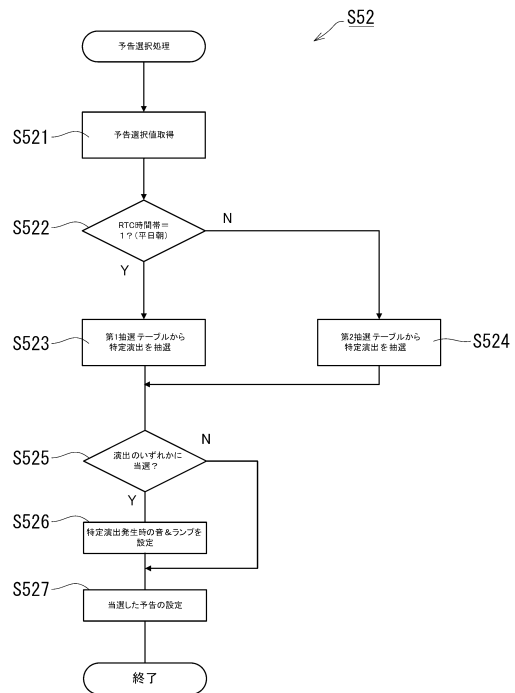 S52
予告選択処理
S521
予告選択値取得
S522
RTC時間帯＝
1？(平日朝)
N
Y
S523
第1抽選テーブルから
特定演出を抽選
第2抽選テーブルから
特定演出を抽選
S524
S525
演出のいずれかに
当選？
N
Y
S526
特定演出発生時の音＆ランプを
設定
S527
当選した予告の設定
終了